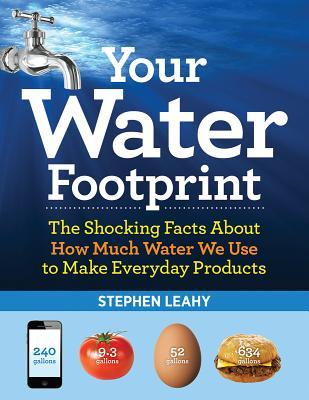 Your
Water
Footprint
The Shocking Facts About
How Much Water We Use
to Make Everyday Products
STEPHEN LEAHY
240
gallons
9.3
gallons
52
gallons
634
gallons